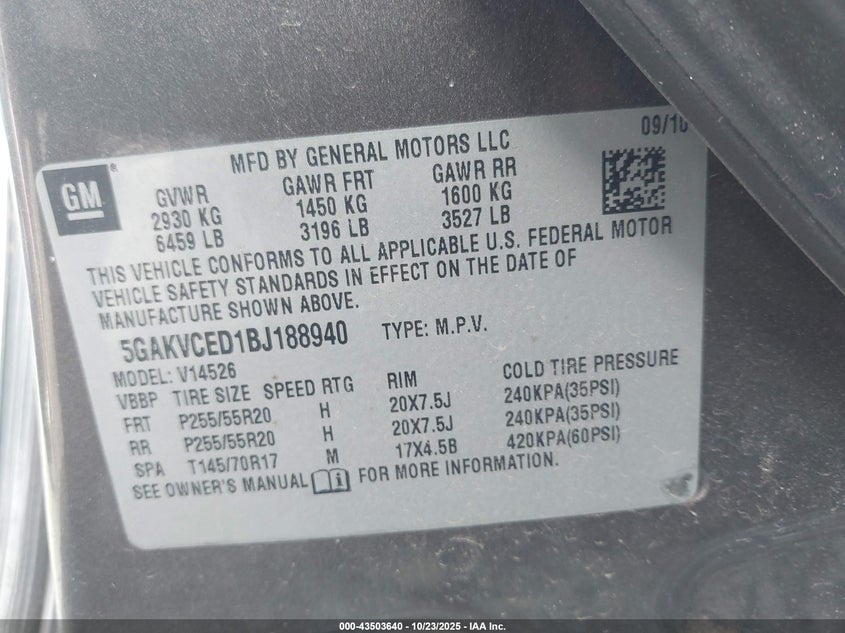 09/10
MFD BY GENERAL MOTORS LLC
GM®
GVWR GAWR FRT GAWR RR
2930 KG 1450 KG 1600 KG
6459 LB 3196 LB 3527 LB
THIS VEHICLE CONFORMS TO ALL APPLICABLE U.S. FEDERAL MOTOR
VEHICLE SAFETY STANDARDS IN EFFECT ON THE DATE OF
MANUFACTURE SHOWN ABOVE.
5GAKVCED1BJ188940 TYPE: M.P.V.
MODEL: V14526
VBBP TIRE SIZE SPEED RTG RIM COLD TIRE PRESSURE
FRT P255/55R20 H 20X7.5J 240KPA(35PSI)
RR P255/55R20 H 20X7.5J 240KPA(35PSI)
SPA T145/70R17 M 17X4.5B 420KPA(60PSI)
SEE OWNER'S MANUAL i FOR MORE INFORMATION.
000-43503640 - 10/23/2025 - IAA Inc.